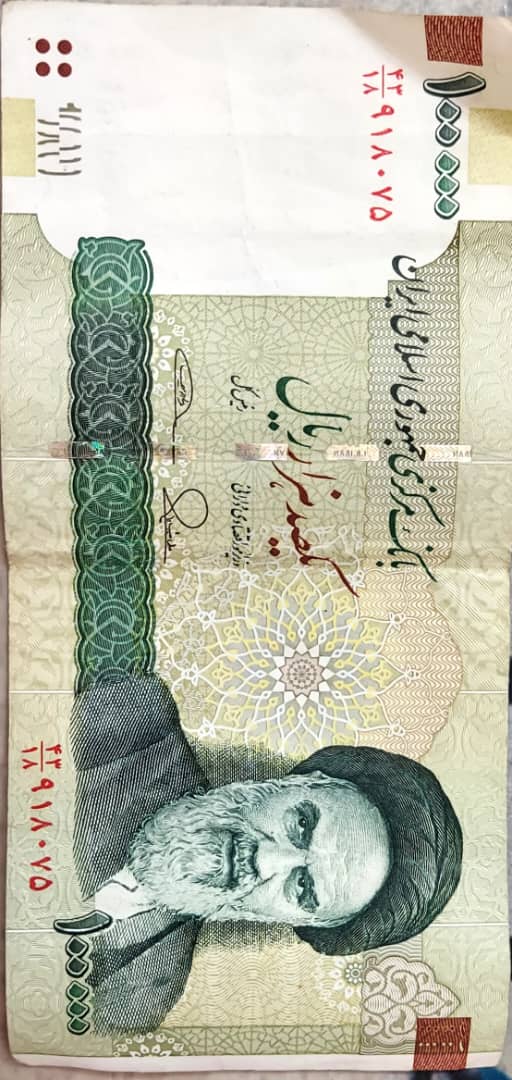 ۱۰۰۰۰۰
۴۳/۱۸ ۹۱۸۰۷۵
بانک مرکزی جمهوری اسلامی ایران
یکصد هزار ریال
وزیر امور اقتصادی و دارائی
رئیس کل
۱۰۰۰۰۰
۴۳/۱۸ ۹۱۸۰۷۵